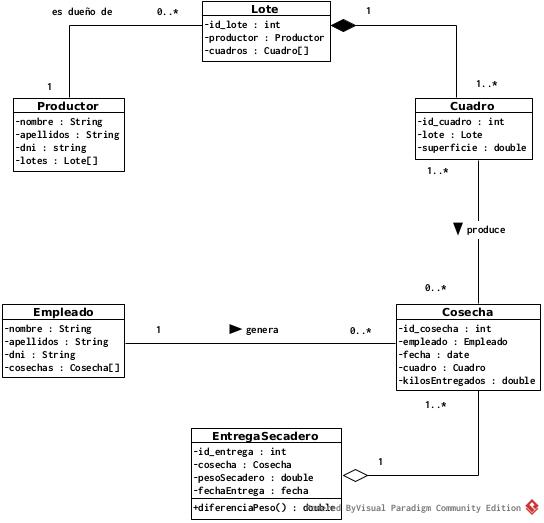 es dueño de
0..*
1
Lote
-id_lote : int
-productor : Productor
-cuadros : Cuadro[]
1
1..*
Productor
-nombre : String
-apellidos : String
-dni : string
-lotes : Lote[]
Cuadro
-id_cuadro : int
-lote : Lote
-superficie : double
1..*
produce
0..*
Empleado
-nombre : String
-apellidos : String
-dni : String
-cosechas : Cosecha[]
1
genera
0..*
Cosecha
-id_cosecha : int
-empleado : Empleado
-fecha : date
-cuadro : Cuadro
-kilosEntregados : double
1..*
1
EntregaSecadero
-id_entrega : int
-cosecha : Cosecha
-pesoSecadero : double
-fechaEntrega : fecha
+diferenciaPeso() : double
Created By Visual Paradigm Community Edition